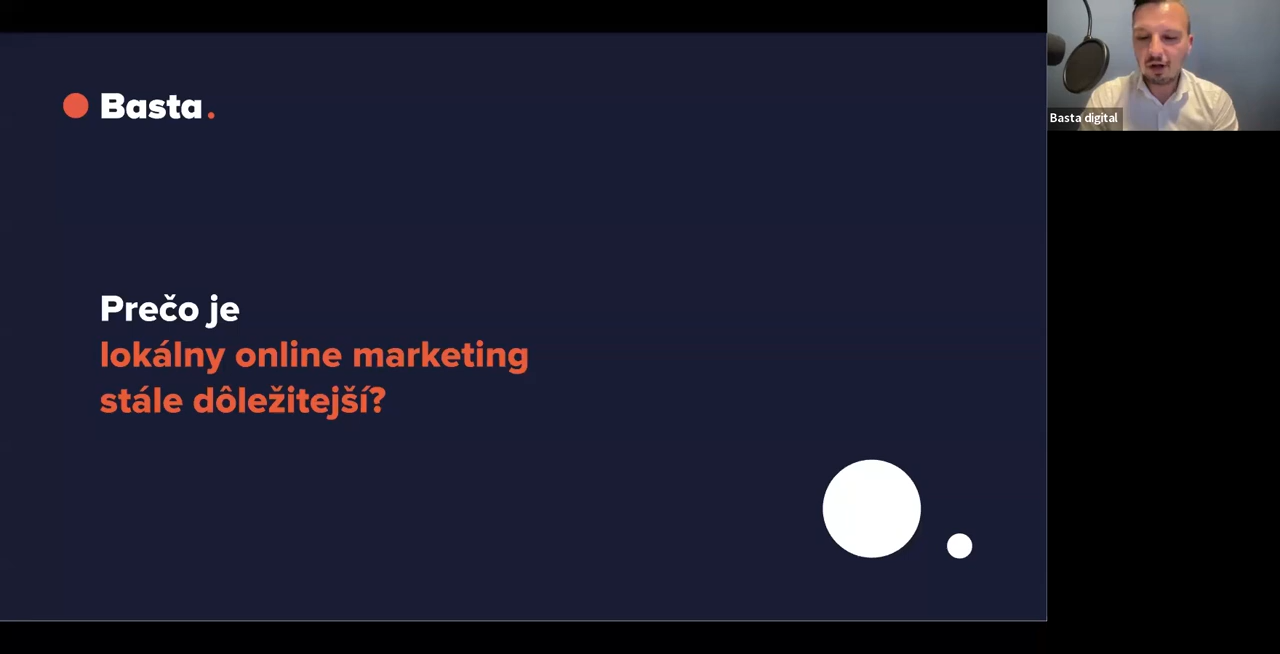 Basta.
Prečo je
lokálny online marketing
stále dôležitejší?
Basta digital